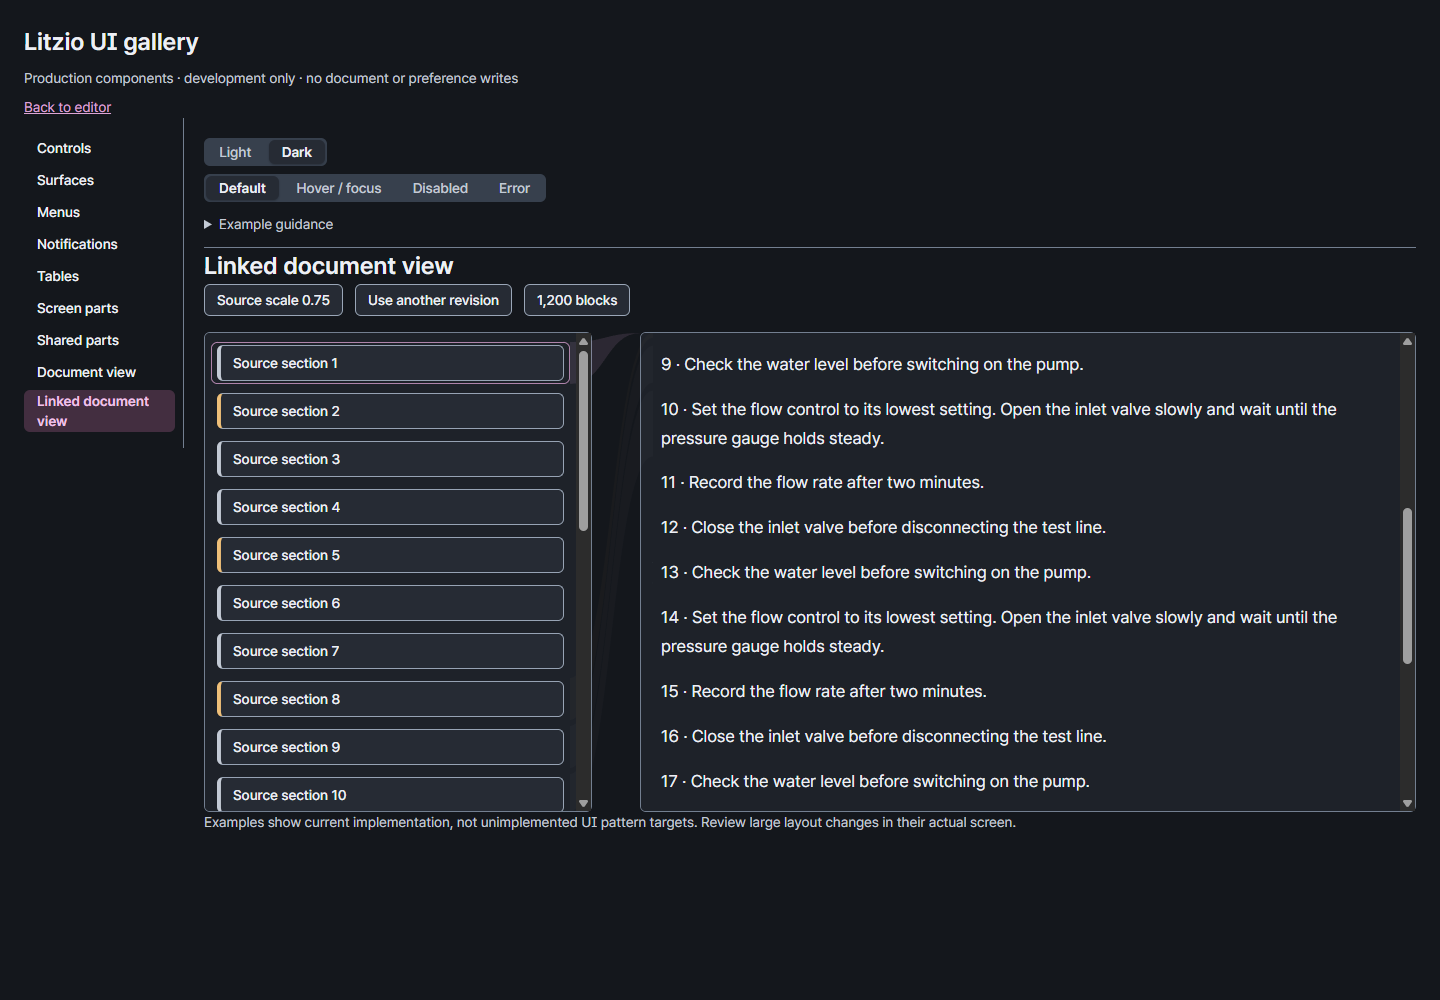 Litzio UI gallery
Production components · development only · no document or preference writes
Back to editor
Controls
Surfaces
Menus
Notifications
Tables
Screen parts
Shared parts
Document view
Linked document
view
Light Dark
Default Hover / focus Disabled Error
Example guidance
Linked document view
Source scale 0.75 Use another revision 1,200 blocks
Source section 1
Source section 2
Source section 3
Source section 4
Source section 5
Source section 6
Source section 7
Source section 8
Source section 9
Source section 10
9 · Check the water level before switching on the pump.
10 · Set the flow control to its lowest setting. Open the inlet valve slowly and wait until the
pressure gauge holds steady.
11 · Record the flow rate after two minutes.
12 · Close the inlet valve before disconnecting the test line.
13 · Check the water level before switching on the pump.
14 · Set the flow control to its lowest setting. Open the inlet valve slowly and wait until the
pressure gauge holds steady.
15 · Record the flow rate after two minutes.
16 · Close the inlet valve before disconnecting the test line.
17 · Check the water level before switching on the pump.
Examples show current implementation, not unimplemented UI pattern targets. Review large layout changes in their actual screen.